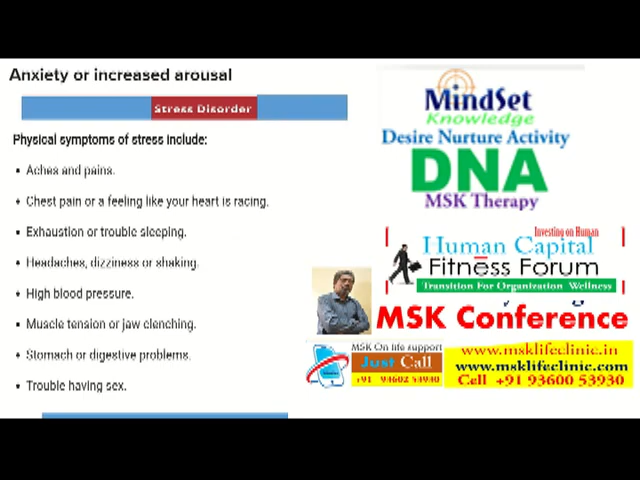 Anxiety or increased arousal
Stress Disorder
Physical symptoms of stress include:
Aches and pains.
Chest pain or a feeling like your heart is racing.
Exhaustion or trouble sleeping.
Headaches, dizziness or shaking.
High blood pressure.
Muscle tension or jaw clenching.
Stomach or digestive problems.
Trouble having sex.
MindSet
Knowledge
Desire Nurture Activity
DNA
MSK Therapy
Investing on Human
Human Capital
Fitness Forum
Transition For Organization Wellness
MSK Conference
MSK On life support
Just Call
+91 93602 53930
www.msklifeclinic.in
www.msklifeclinic.com
Cell +91 93600 53930